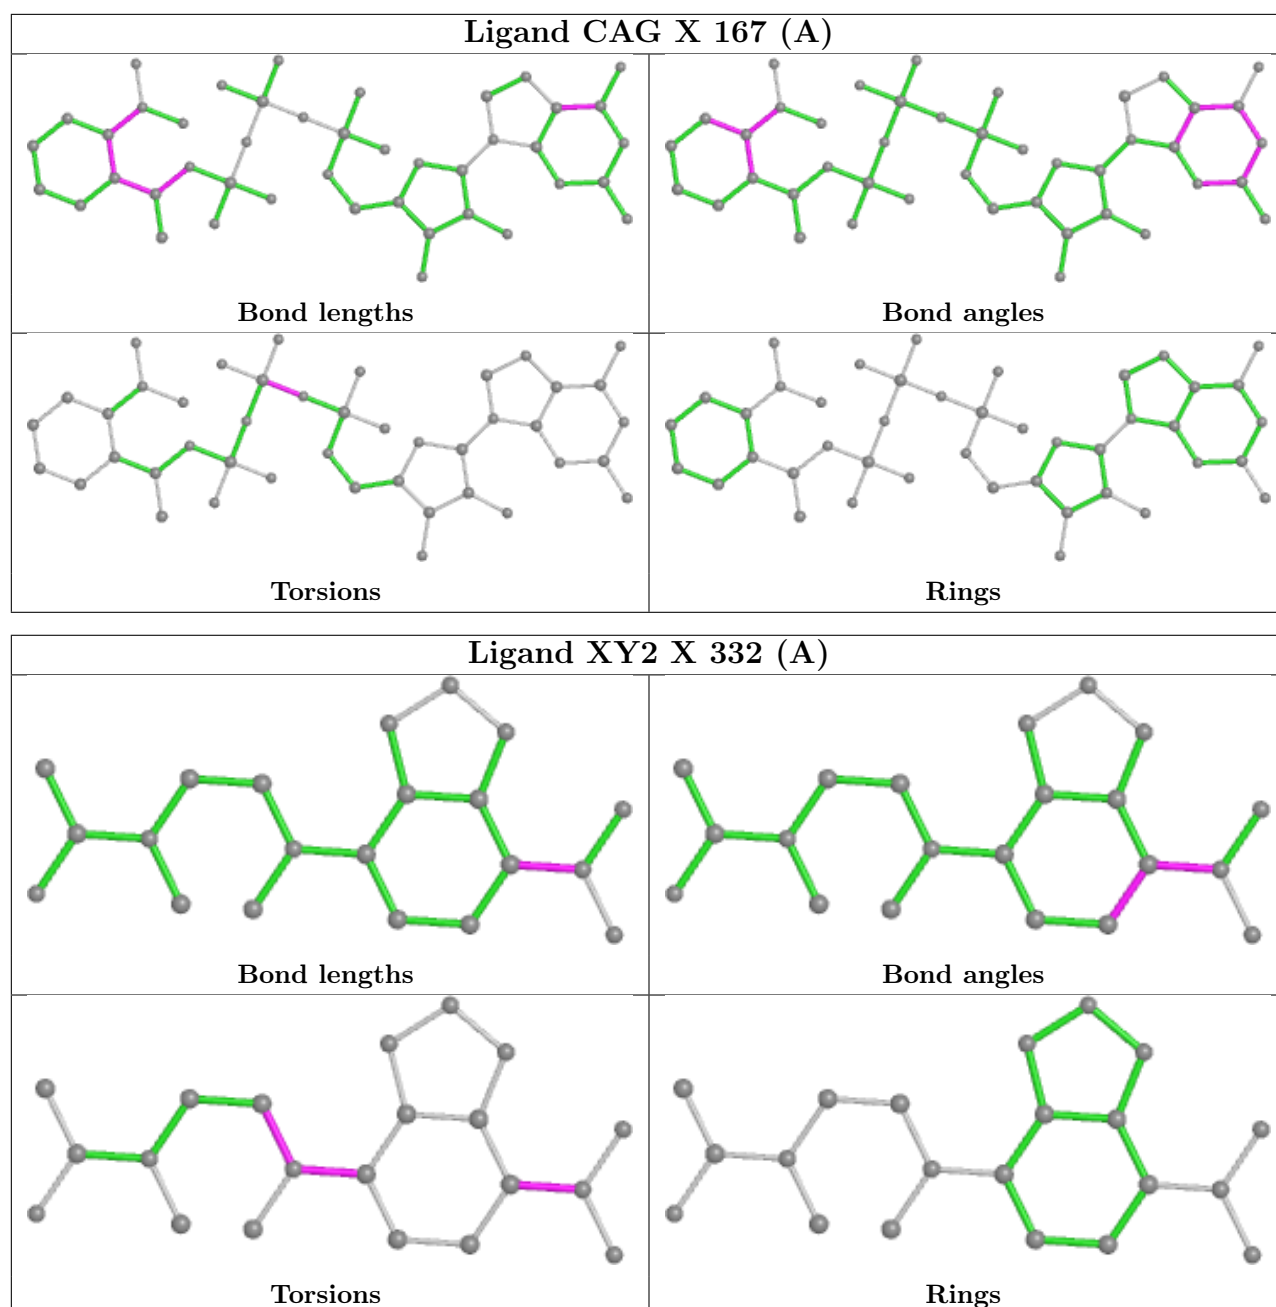 Ligand CAG X 167 (A)
Bond lengths
Bond angles
Torsions
Rings
Ligand XY2 X 332 (A)
Bond lengths
Bond angles
Torsions
Rings